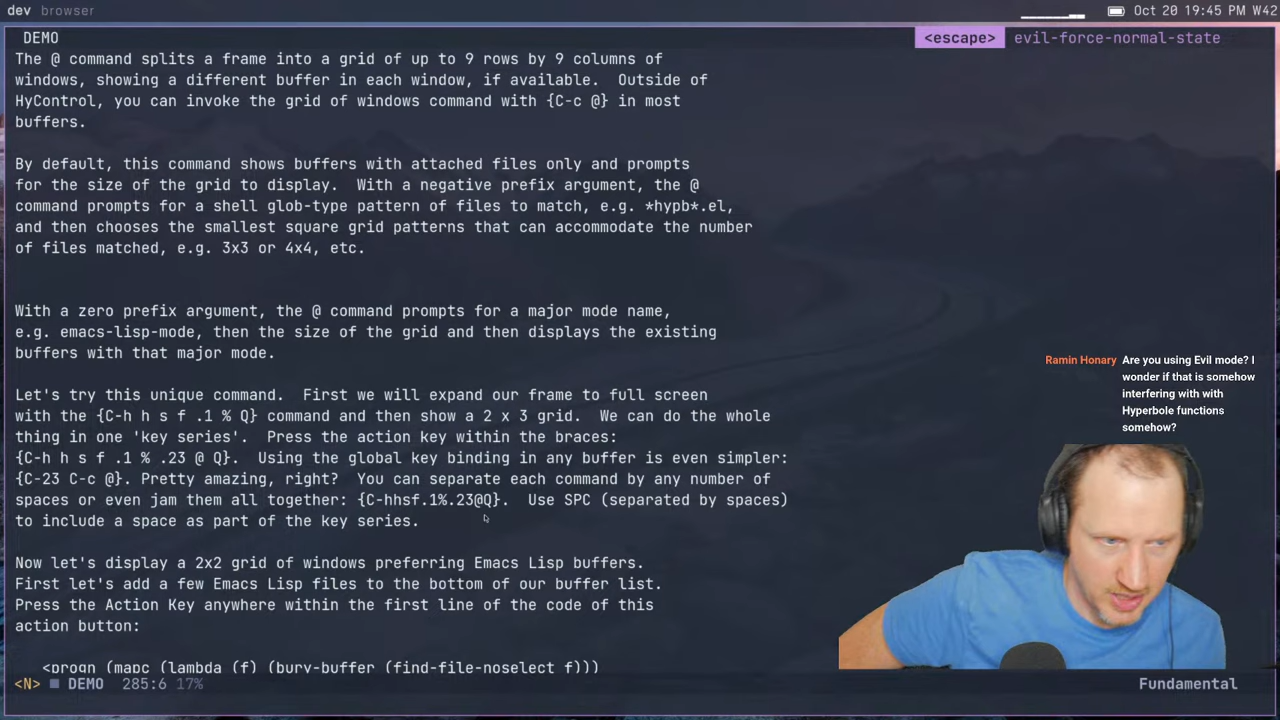 dev browser
Oct 20 19:45 PM W42
DEMO
<escape> evil-force-normal-state
The @ command splits a frame into a grid of up to 9 rows by 9 columns of
windows, showing a different buffer in each window, if available.  Outside of
HyControl, you can invoke the grid of windows command with {C-c @} in most
buffers.
By default, this command shows buffers with attached files only and prompts
for the size of the grid to display.  With a negative prefix argument, the @
command prompts for a shell glob-type pattern of files to match, e.g. *hypb*.el,
and then chooses the smallest square grid patterns that can accommodate the number
of files matched, e.g. 3x3 or 4x4, etc.
With a zero prefix argument, the @ command prompts for a major mode name,
e.g. emacs-lisp-mode, then the size of the grid and then displays the existing
buffers with that major mode.
Let's try this unique command.  First we will expand our frame to full screen
with the {C-h h s f .1 % Q} command and then show a 2 x 3 grid.  We can do the whole
thing in one 'key series'.  Press the action key within the braces:
{C-h h s f .1 % .23 @ Q}.  Using the global key binding in any buffer is even simpler:
{C-23 C-c @}. Pretty amazing, right?  You can separate each command by any number of
spaces or even jam them all together: {C-hhsf.1%.23@Q}.  Use SPC (separated by spaces)
to include a space as part of the key series.
Now let's display a 2x2 grid of windows preferring Emacs Lisp buffers.
First let's add a few Emacs Lisp files to the bottom of our buffer list.
Press the Action Key anywhere within the first line of the code of this
action button:
<progn (mapc (lambda (f) (bury-buffer (find-file-noselect f)))
Ramin Honary Are you using Evil mode? I
wonder if that is somehow
interfering with with
Hyperbole functions
somehow?
<N> DEMO 285:6 17%
Fundamental